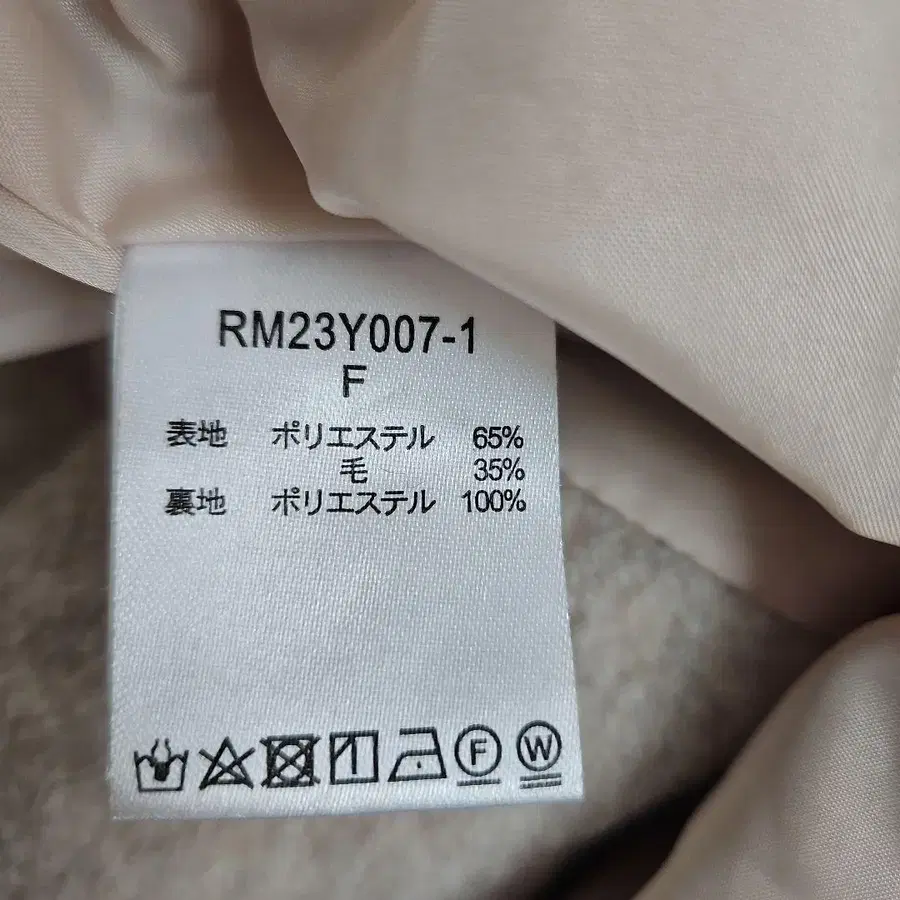 RM23Y007-1
F
表地 ポリエステル 65%
毛 35%
裏地 ポリエステル 100%
F W